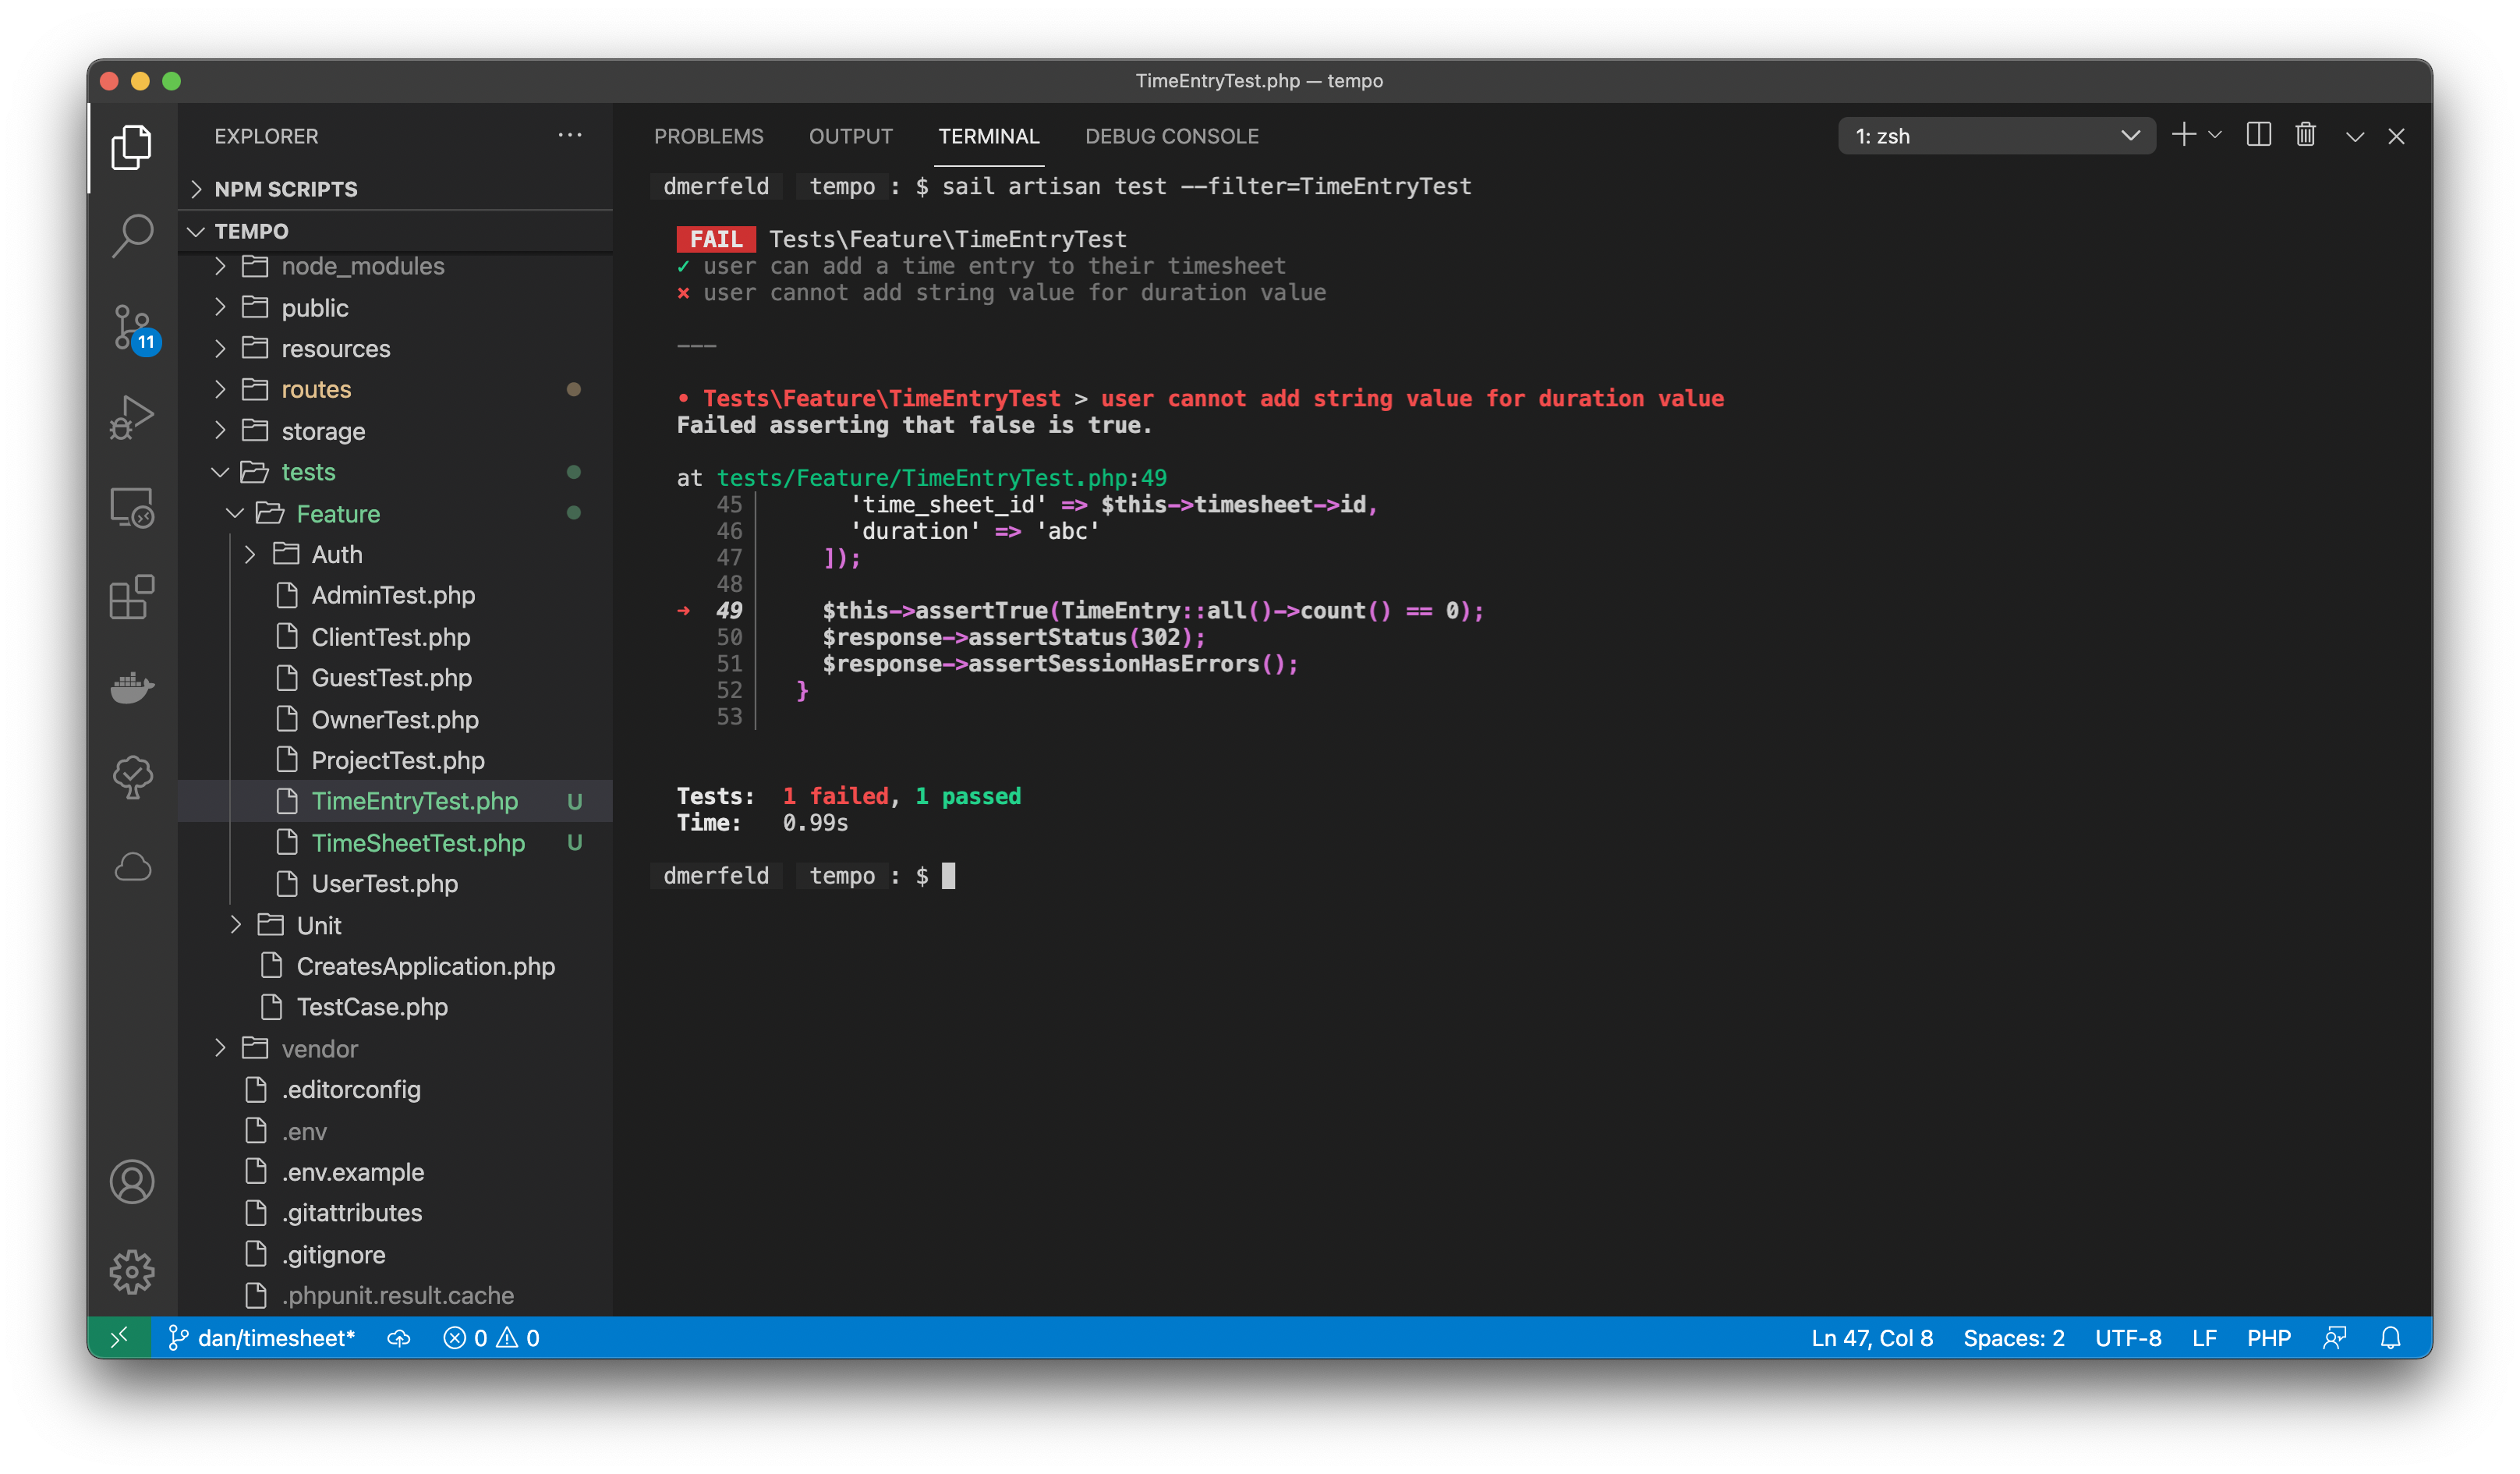 TimeEntryTest.php — tempo
EXPLORER
NPM SCRIPTS
TEMPO
node_modules
public
resources
routes
storage
tests
Feature
Auth
AdminTest.php
ClientTest.php
GuestTest.php
OwnerTest.php
ProjectTest.php
TimeEntryTest.php U
TimeSheetTest.php U
UserTest.php
Unit
CreatesApplication.php
TestCase.php
vendor
.editorconfig
.env
.env.example
.gitattributes
.gitignore
.phpunit.result.cache
11
PROBLEMS OUTPUT TERMINAL DEBUG CONSOLE 1: zsh
dmerfeld tempo : $ sail artisan test --filter=TimeEntryTest
FAIL Tests\Feature\TimeEntryTest
✓ user can add a time entry to their timesheet
⨯ user cannot add string value for duration value
---
• Tests\Feature\TimeEntryTest > user cannot add string value for duration value
Failed asserting that false is true.
at tests/Feature/TimeEntryTest.php:49
45 'time_sheet_id' => $this->timesheet->id,
46 'duration' => 'abc'
47 ]);
48
➜ 49 $this->assertTrue(TimeEntry::all()->count() == 0);
50 $response->assertStatus(302);
51 $response->assertSessionHasErrors();
52 }
53
Tests: 1 failed, 1 passed
Time: 0.99s
dmerfeld tempo : $
dan/timesheet* 0 0 Ln 47, Col 8 Spaces: 2 UTF-8 LF PHP